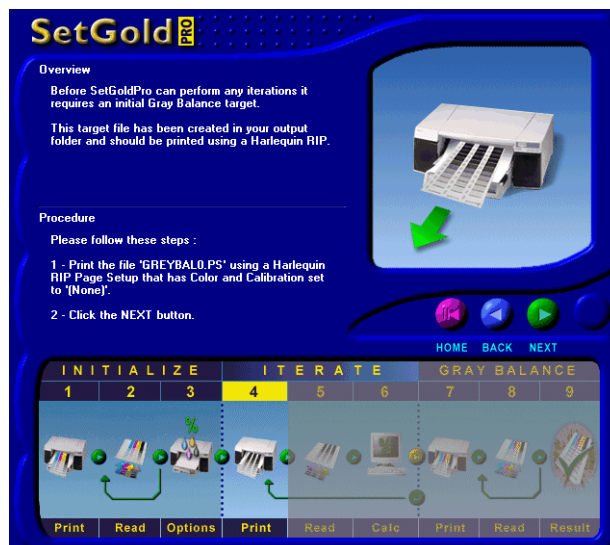 SetGold PRO
Overview
Before SetGoldPro can perform any iterations it
requires an initial Gray Balance target.
This target file has been created in your output
folder and should be printed using a Harlequin RIP.
Procedure
Please follow these steps :
1 - Print the file 'GREYBAL0.PS' using a Harlequin
RIP Page Setup that has Color and Calibration set
to '(None)'.
2 - Click the NEXT button.
HOME BACK NEXT
INITIALIZE ITERATE GRAY BALANCE
1 2 3 4 5 6 7 8 9
%
Print Read Options Print Read Calc Print Read Result